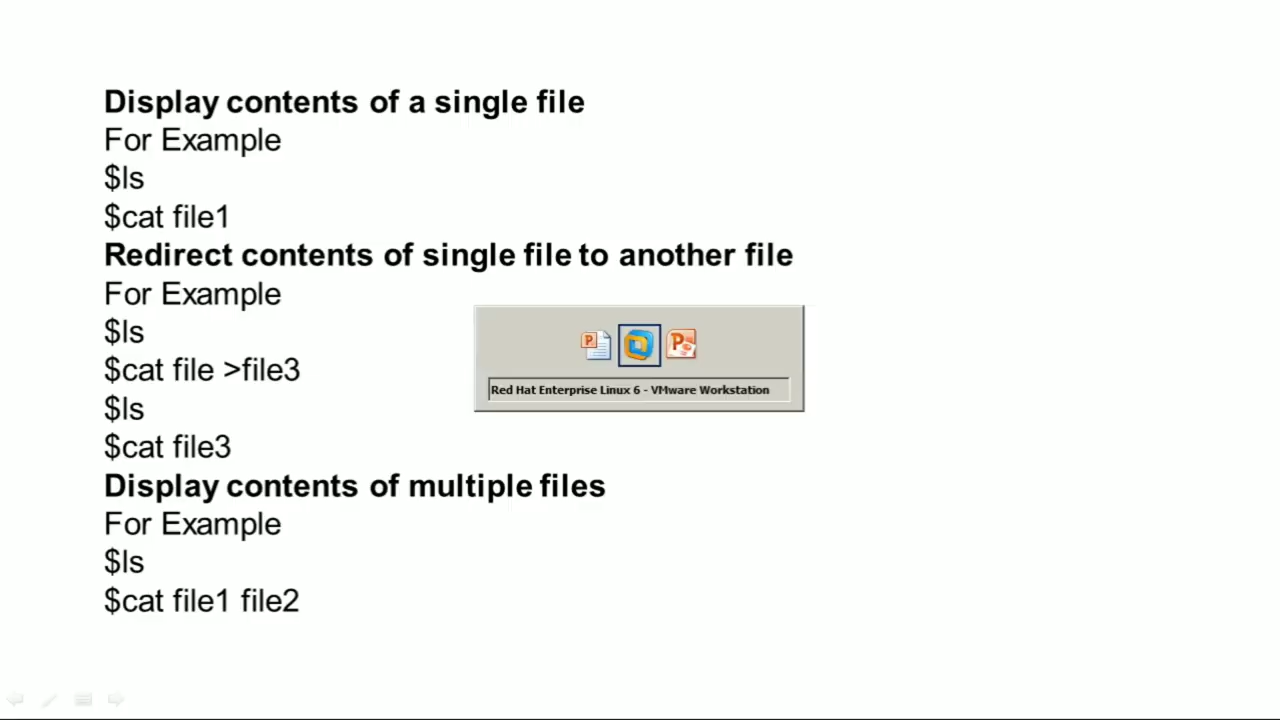 Display contents of a single file
For Example
$ls
$cat file1
Redirect contents of single file to another file
For Example
$ls
$cat file >file3
$ls
$cat file3
Display contents of multiple files
For Example
$ls
$cat file1 file2
Red Hat Enterprise Linux 6 - VMware Workstation